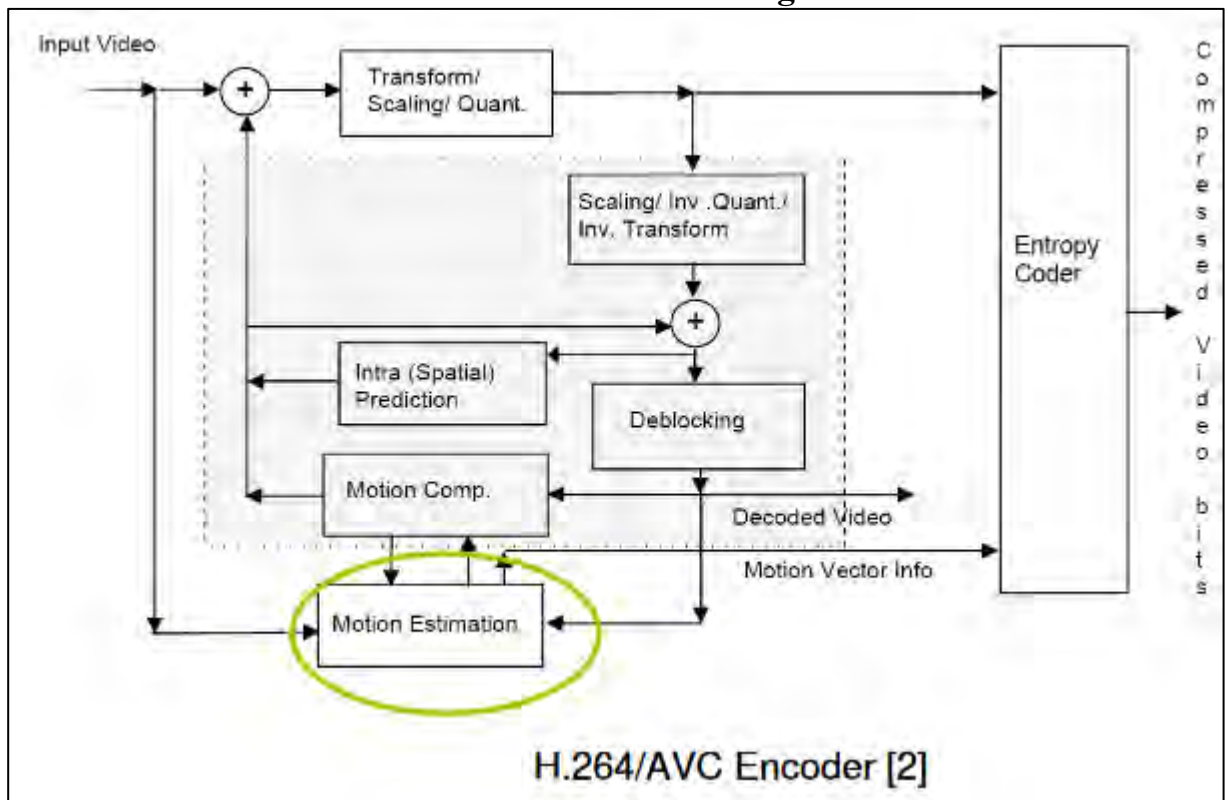 Input Video
+
Transform/
Scaling/ Quant.
Scaling/ Inv .Quant./
Inv. Transform
+
Intra (Spatial)
Prediction
Deblocking
Motion Comp.
Decoded Video
Motion Vector Info
Motion Estimation
Entropy
Coder
Compressed Video bits
H.264/AVC Encoder [2]